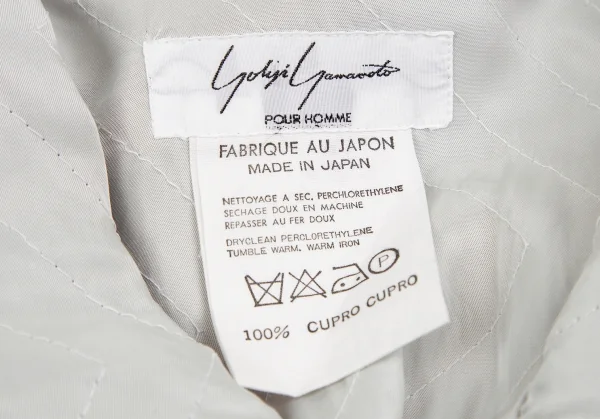 Yohji Yamamoto
POUR HOMME
FABRIQUE AU JAPON
MADE IN JAPAN
NETTOYAGE A SEC, PERCHLORETHYLENE
SECHAGE DOUX EN MACHINE
REPASSER AU FER DOUX
DRYCLEAN PERCLORETHYLENE
TUMBLE WARM, WARM IRON
P
100% CUPRO CUPRO